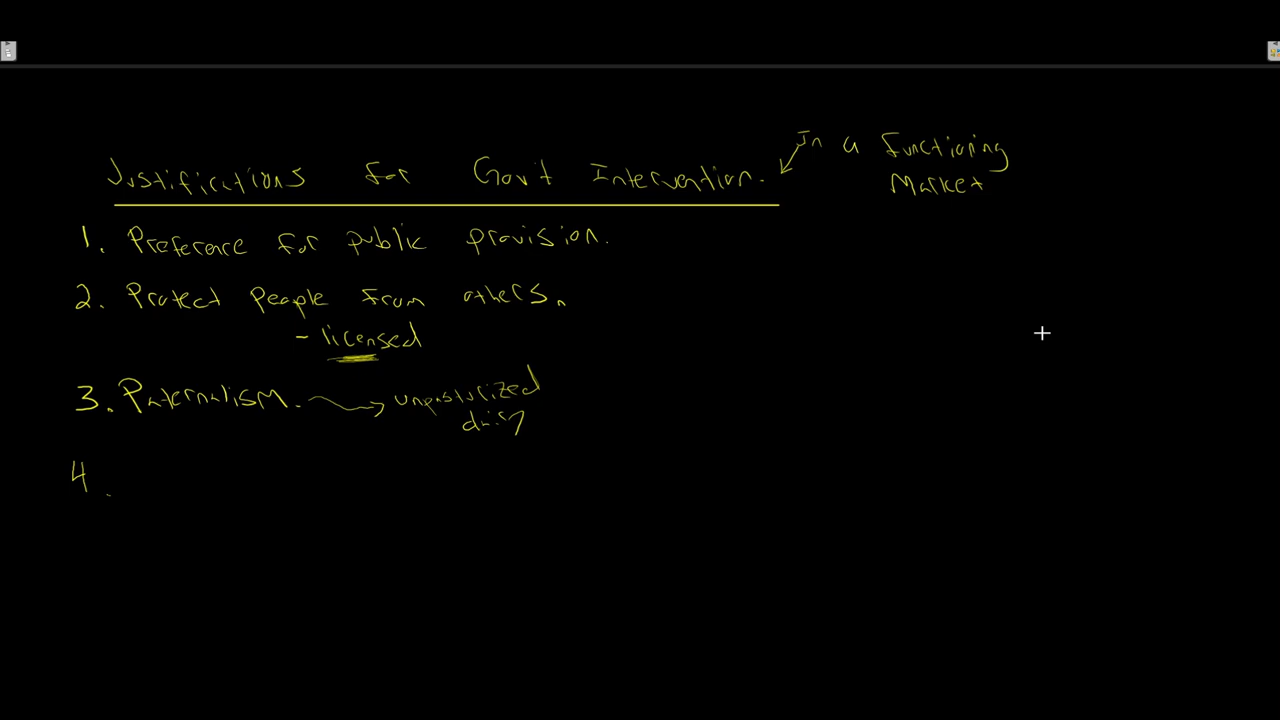 Justifications for Gov't Intervention.
In a functioning
Market
1. Preference for public provision.
2. Protect people from others.
- licensed
3. Paternalism. → unpasturized
dairy
4.